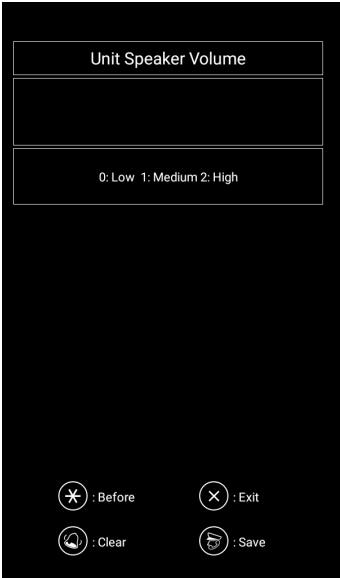 Unit Speaker Volume
0: Low 1: Medium 2: High
: Before
: Exit
: Clear
: Save